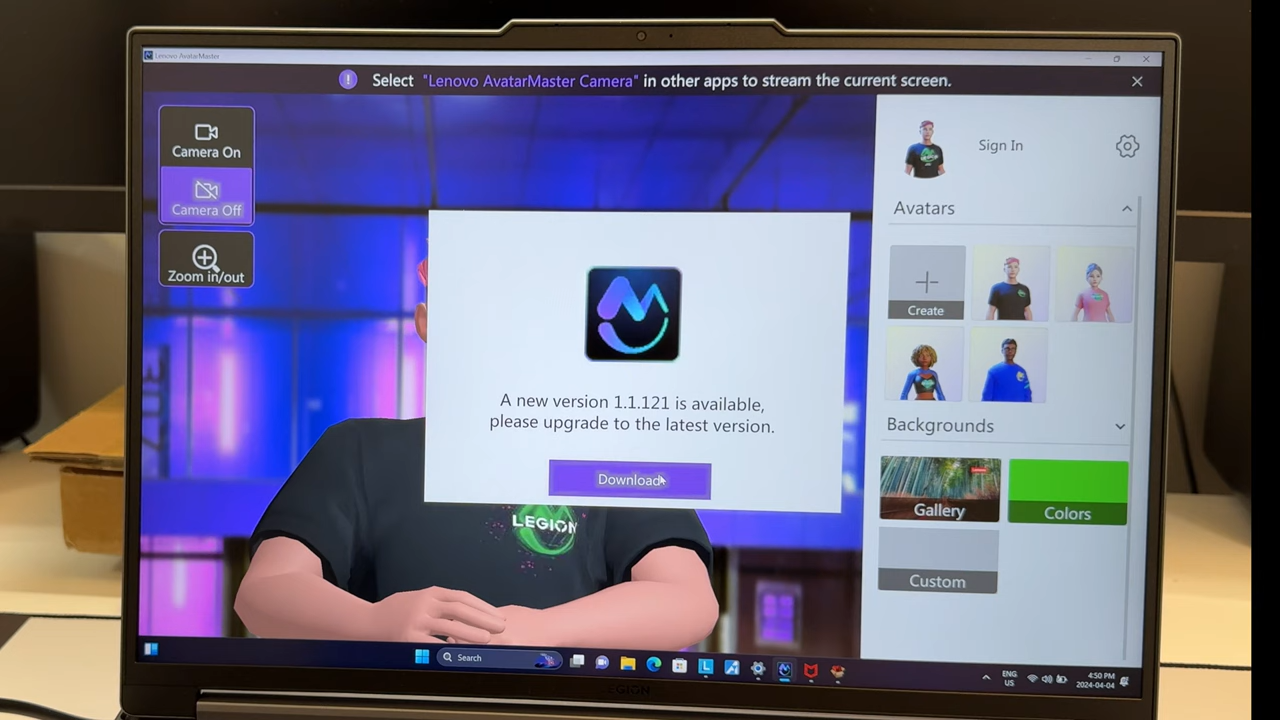 Lenovo AvatarMaster
Select "Lenovo AvatarMaster Camera" in other apps to stream the current screen.
Camera On
Camera Off
Zoom in/out
Sign In
Avatars
Create
A new version 1.1.121 is available,
please upgrade to the latest version.
Download
LEGION
Backgrounds
Gallery
Colors
Custom
Search
ENG
US
4:50 PM
2024-04-04
LEGION